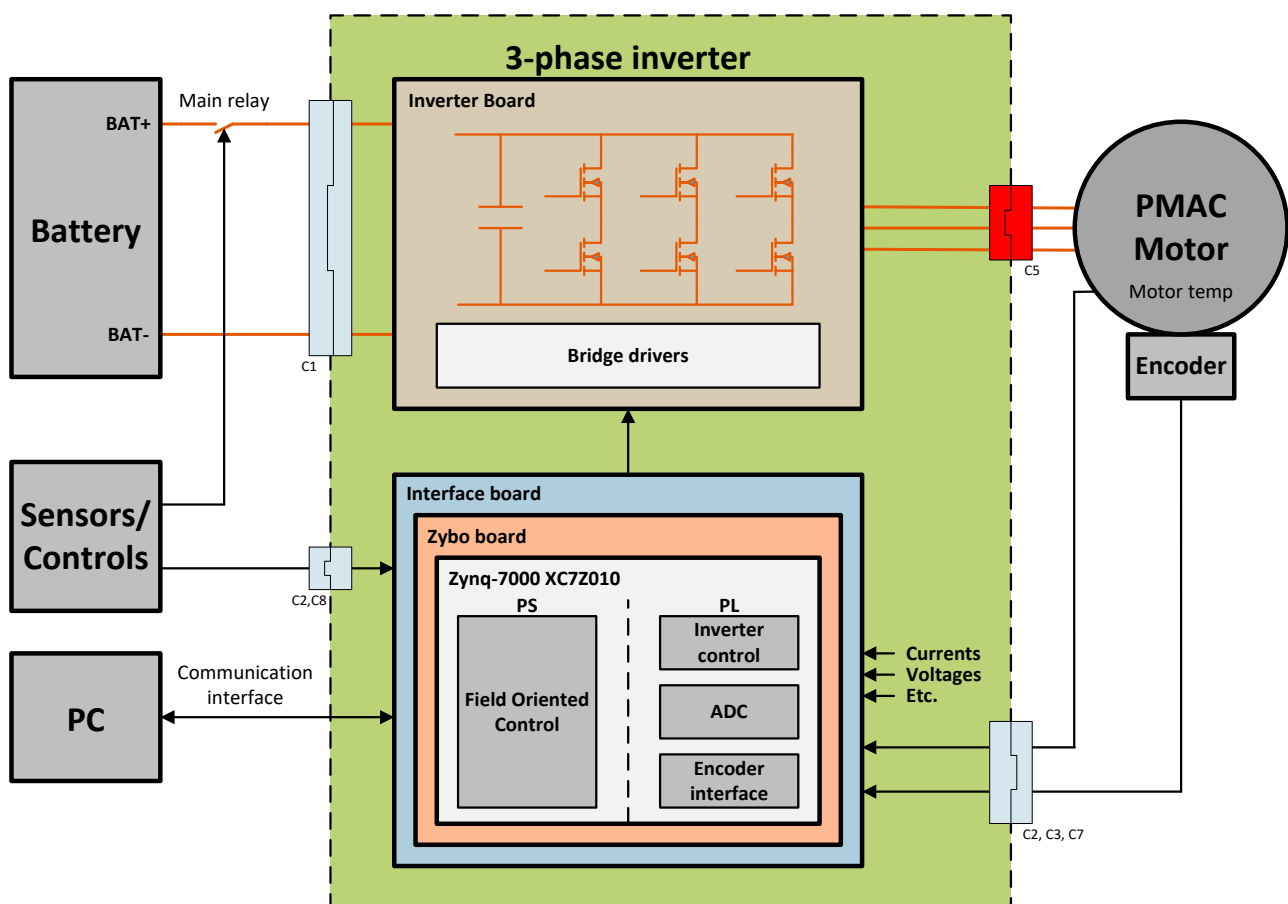 3-phase inverter
Main relay
BAT+
Battery
BAT-
C1
Inverter Board
Bridge drivers
C5
PMAC
Motor
Motor temp
Encoder
Sensors/
Controls
C2,C8
PC
Communication
interface
Interface board
Zybo board
Zynq-7000 XC7Z010
PS
Field Oriented
Control
PL
Inverter
control
ADC
Encoder
interface
Currents
Voltages
Etc.
C2, C3, C7